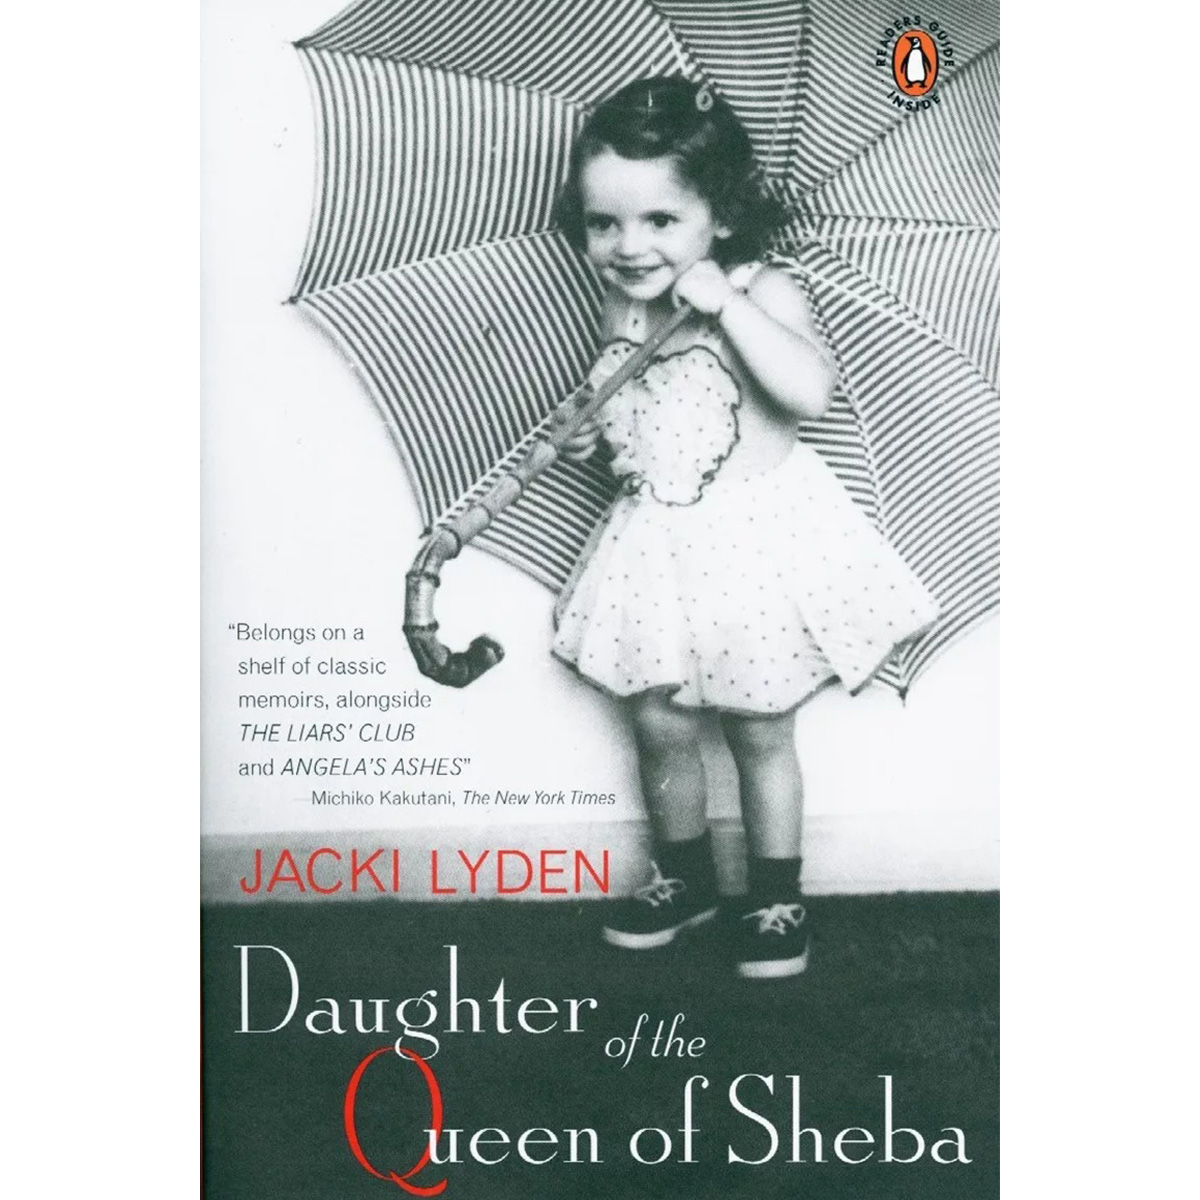 READERS GUIDE
INSIDE
“Belongs on a
shelf of classic
memoirs, alongside
THE LIARS’ CLUB
and ANGELA’S ASHES”
—Michiko Kakutani, The New York Times
JACKI LYDEN
Daughter
of the
Queen of Sheba